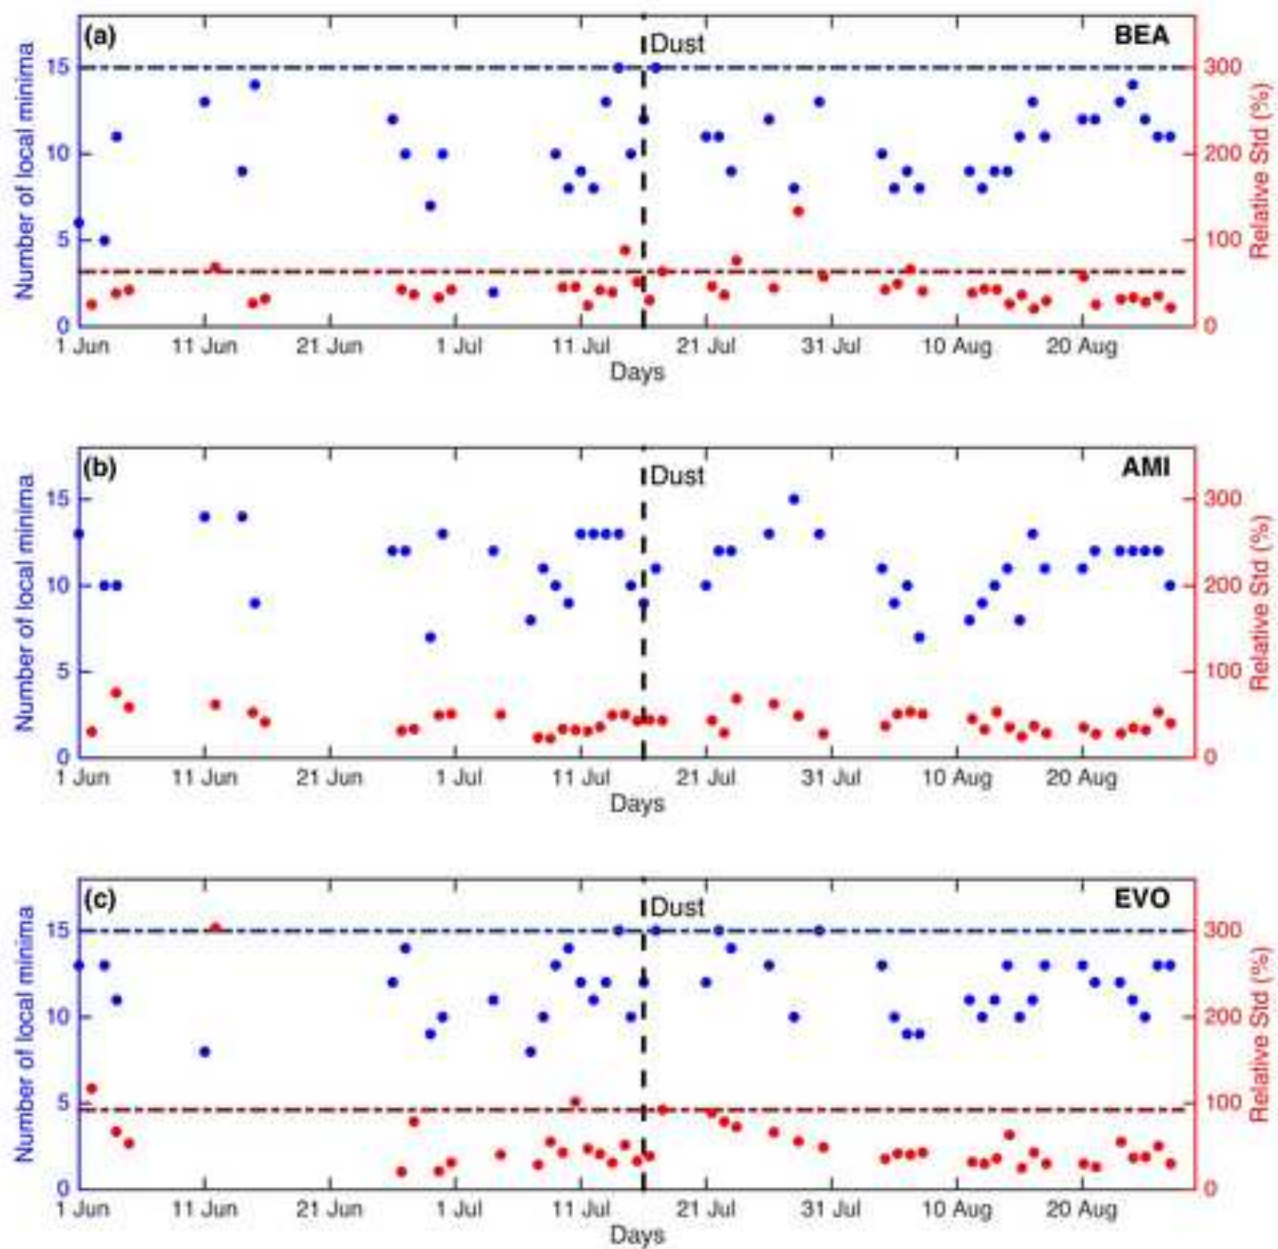 (a)
BEA
Dust
Number of local minima
15
10
5
0
300
200
100
0
Relative Std (%)
1 Jun 11 Jun 21 Jun 1 Jul 11 Jul 21 Jul 31 Jul 10 Aug 20 Aug
Days
(b)
AMI
Dust
Number of local minima
15
10
5
0
300
200
100
0
Relative Std (%)
1 Jun 11 Jun 21 Jun 1 Jul 11 Jul 21 Jul 31 Jul 10 Aug 20 Aug
Days
(c)
EVO
Dust
Number of local minima
15
10
5
0
300
200
100
0
Relative Std (%)
1 Jun 11 Jun 21 Jun 1 Jul 11 Jul 21 Jul 31 Jul 10 Aug 20 Aug
Days